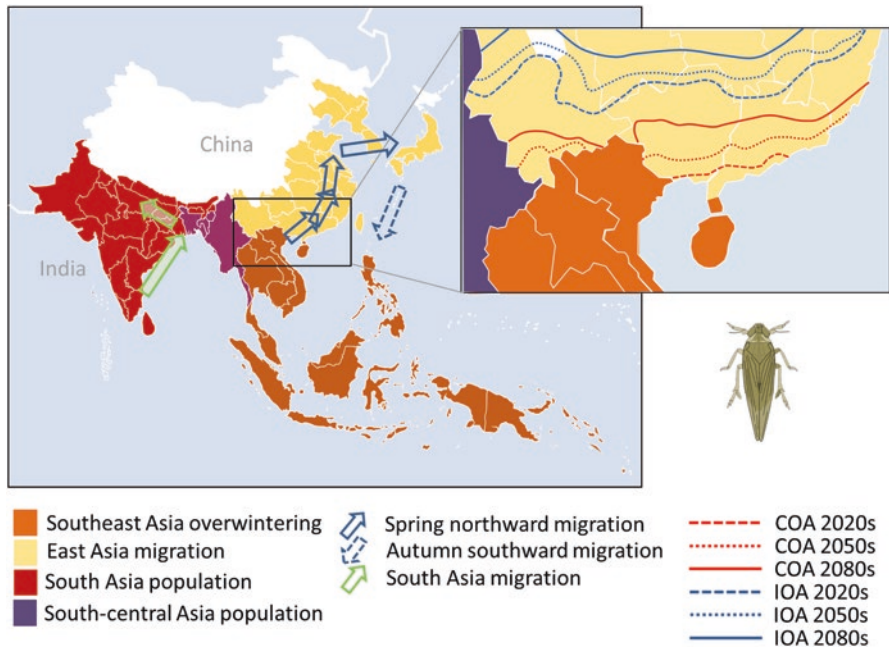 China
India
Southeast Asia overwintering
East Asia migration
South Asia population
South-central Asia population
Spring northward migration
Autumn southward migration
South Asia migration
COA 2020s
COA 2050s
COA 2080s
IOA 2020s
IOA 2050s
IOA 2080s